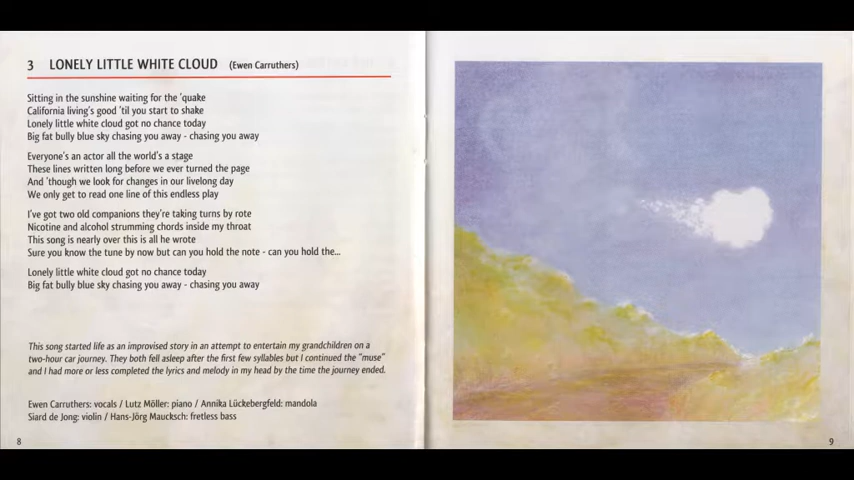 3 LONELY LITTLE WHITE CLOUD (Ewen Carruthers)
Sitting in the sunshine waiting for the 'quake
California living's good 'til you start to shake
Lonely little white cloud got no chance today
Big fat bully blue sky chasing you away - chasing you away
Everyone's an actor all the world's a stage
These lines written long before we ever turned the page
And 'though we look for changes in our livelong day
We only get to read one line of this endless play
I've got two old companions they're taking turns by rote
Nicotine and alcohol strumming chords inside my throat
This song is nearly over this is all he wrote
Sure you know the tune by now but can you hold the note - can you hold the...
Lonely little white cloud got no chance today
Big fat bully blue sky chasing you away - chasing you away
This song started life as an improvised story in an attempt to entertain my grandchildren on a
two-hour car journey. They both fell asleep after the first few syllables but I continued the "muse"
and I had more or less completed the lyrics and melody in my head by the time the journey ended.
Ewen Carruthers: vocals / Lutz Möller: piano / Annika Lückebergfeld: mandola
Siard de Jong: violin / Hans-Jörg Maucksch: fretless bass
8
9